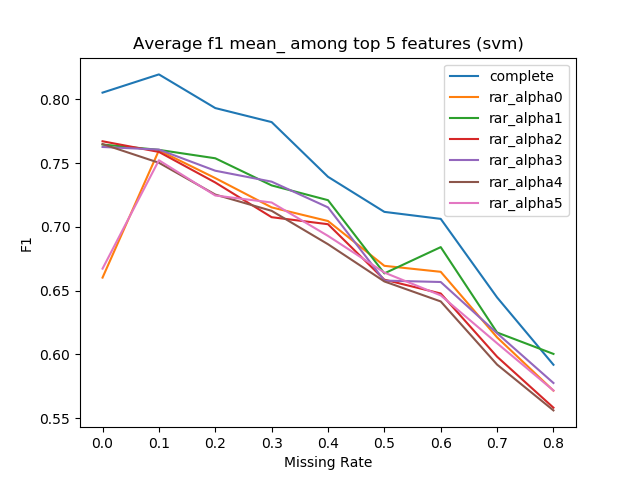 Average f1 mean_ among top 5 features (svm)
complete
rar_alpha0
rar_alpha1
rar_alpha2
rar_alpha3
rar_alpha4
rar_alpha5
0.80
0.75
0.70
0.65
0.60
0.55
F1
0.0 0.1 0.2 0.3 0.4 0.5 0.6 0.7 0.8
Missing Rate